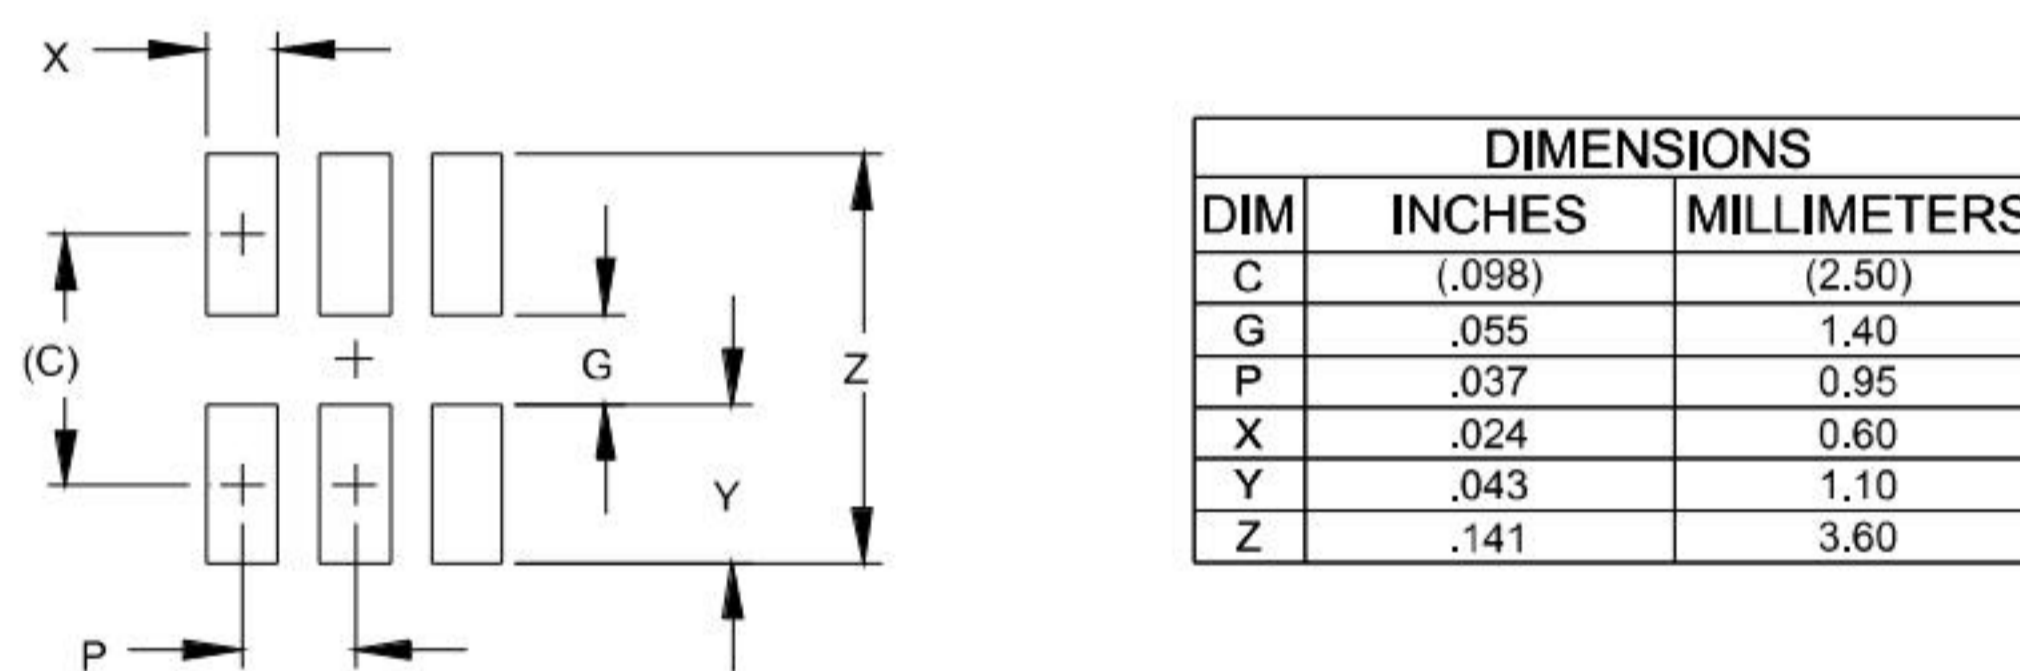 X
(C)
G
Z
Y
P
DIMENSIONS
DIM INCHES MILLIMETERS
C (.098) (2.50)
G .055 1.40
P .037 0.95
X .024 0.60
Y .043 1.10
Z .141 3.60